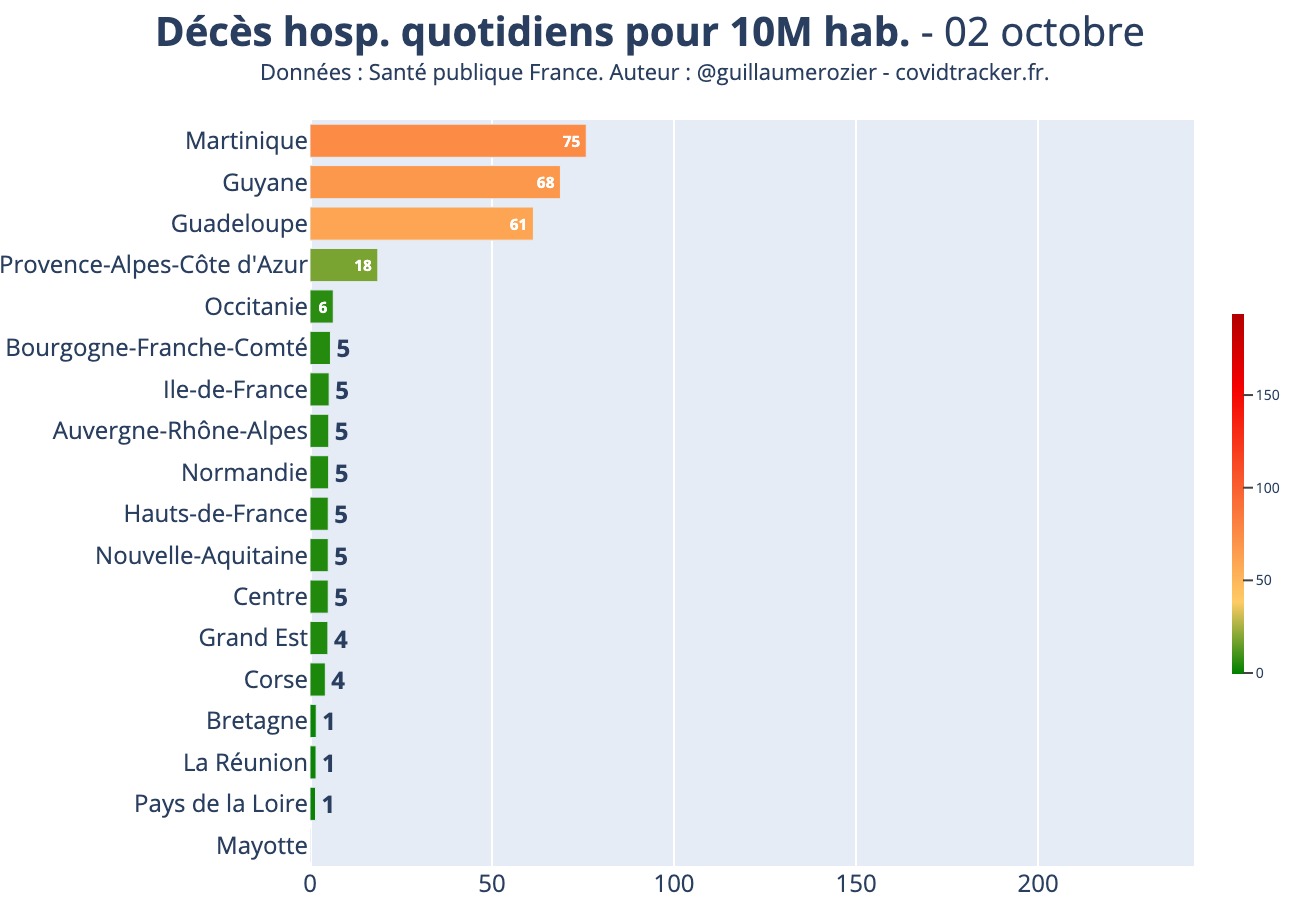 Décès hosp. quotidiens pour 10M hab. - 02 octobre
Données : Santé publique France. Auteur : @guillaumerozier - covidtracker.fr.
Martinique 75
Guyane 68
Guadeloupe 61
Provence-Alpes-Côte d'Azur 18
Occitanie 6
Bourgogne-Franche-Comté 5
Ile-de-France 5
Auvergne-Rhône-Alpes 5
Normandie 5
Hauts-de-France 5
Nouvelle-Aquitaine 5
Centre 5
Grand Est 4
Corse 4
Bretagne 1
La Réunion 1
Pays de la Loire 1
Mayotte
0 50 100 150 200
150
100
50
0